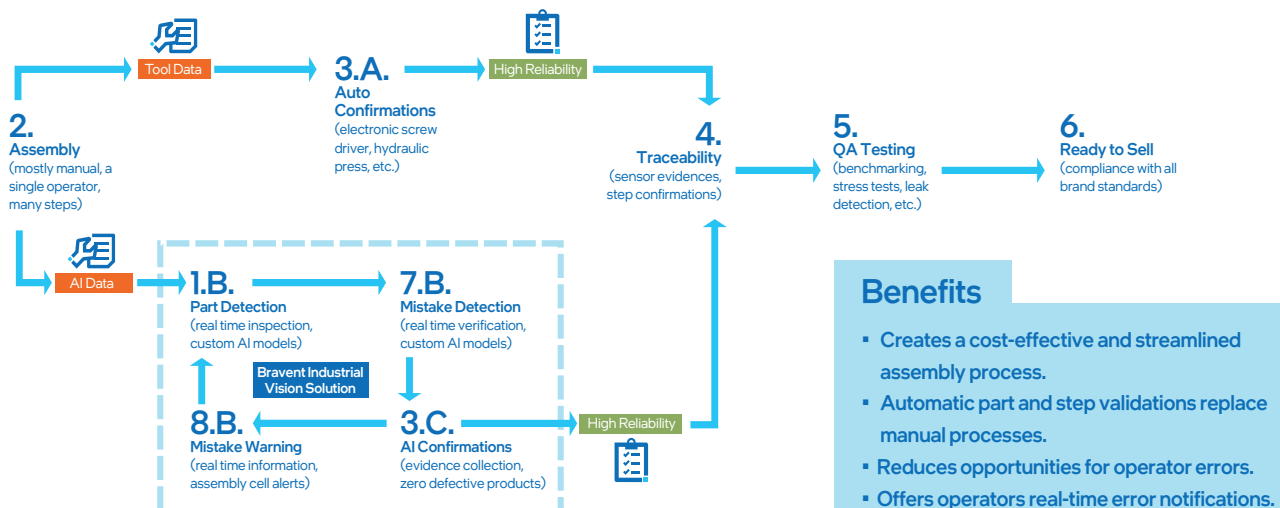 Tool Data
High Reliability
2.
Assembly
(mostly manual, a
single operator,
many steps)
3.A.
Auto
Confirmations
(electronic screw
driver, hydraulic
press, etc.)
4.
Traceability
(sensor evidences,
step confirmations)
5.
QA Testing
(benchmarking,
stress tests, leak
detection, etc.)
6.
Ready to Sell
(compliance with all
brand standards)
AI Data
1.B.
Part Detection
(real time inspection,
custom AI models)
7.B.
Mistake Detection
(real time verification,
custom AI models)
Bravent Industrial
Vision Solution
8.B.
Mistake Warning
(real time information,
assembly cell alerts)
3.C.
AI Confirmations
(evidence collection,
zero defective products)
High Reliability
Benefits
▪ Creates a cost-effective and streamlined
assembly process.
▪ Automatic part and step validations replace
manual processes.
▪ Reduces opportunities for operator errors.
▪ Offers operators real-time error notifications.